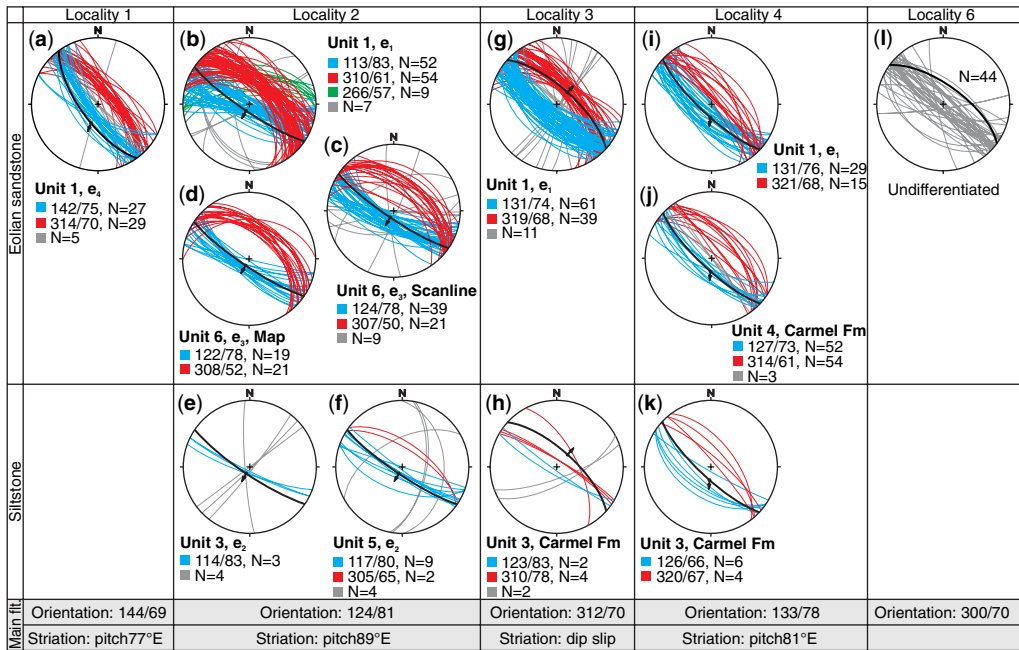 Locality 1
Locality 2
Locality 3
Locality 4
Locality 6
Eolian sandstone
(a)
N
Unit 1, e₄
142/75, N=27
314/70, N=29
N=5
(b)
N
Unit 1, e₁
113/83, N=52
310/61, N=54
266/57, N=9
N=7
(c)
N
Unit 6, e₃, Scanline
124/78, N=39
307/50, N=21
N=9
(d)
N
Unit 6, e₃, Map
122/78, N=19
308/52, N=21
(g)
N
Unit 1, e₁
131/74, N=61
319/68, N=39
N=11
(i)
N
Unit 1, e₁
131/76, N=29
321/68, N=15
(j)
N
Unit 4, Carmel Fm
127/73, N=52
314/61, N=54
N=3
(l)
N
N=44
Undifferentiated
Siltstone
(e)
N
Unit 3, e₂
114/83, N=3
N=4
(f)
N
Unit 5, e₂
117/80, N=9
305/65, N=2
N=4
(h)
N
Unit 3, Carmel Fm
123/83, N=2
310/78, N=4
N=2
(k)
N
Unit 3, Carmel Fm
126/66, N=6
320/67, N=4
Main flt.
Orientation: 144/69
Orientation: 124/81
Orientation: 312/70
Orientation: 133/78
Orientation: 300/70
Striation: pitch77°E
Striation: pitch89°E
Striation: dip slip
Striation: pitch81°E